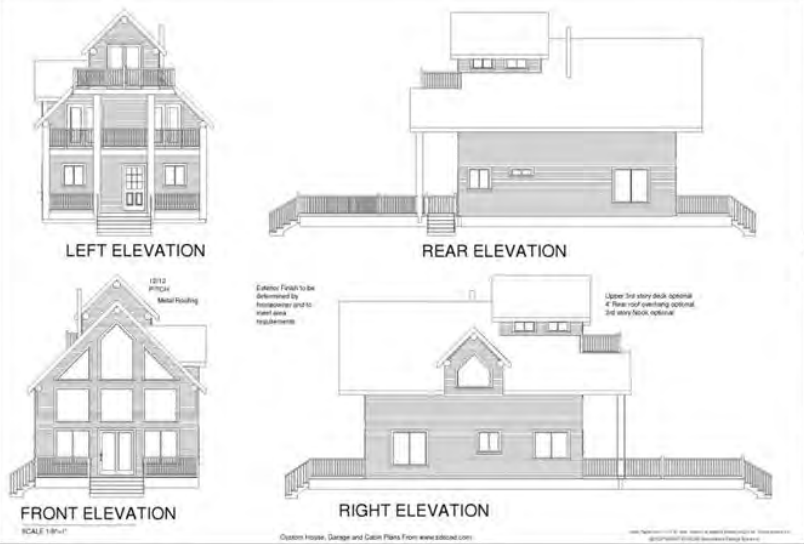 LEFT ELEVATION
REAR ELEVATION
12/12
PITCH
Metal Roofing
Exterior Finish to be
determined by
homeowner and to
meet area
requirements
Upper 3rd story deck optional
4' Rear roof overhang optional
3rd story Nook optional
FRONT ELEVATION
SCALE 1/8"=1'
RIGHT ELEVATION
Custom House, Garage and Cabin Plans From www.sdscad.com